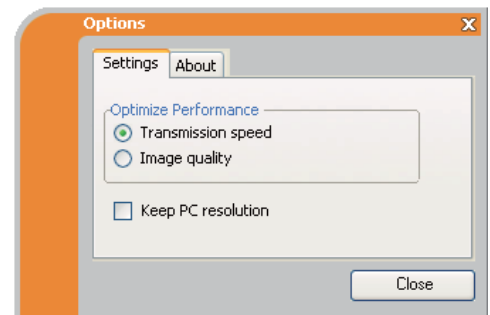 Options X
Settings About
Optimize Performance
Transmission speed
Image quality
Keep PC resolution
Close